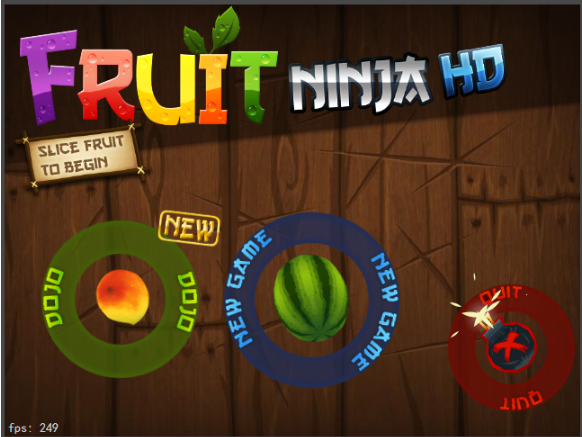 FRUIT NINJA HD
SLICE FRUIT
TO BEGIN
NEW
DOJO
DOJO
NEW GAME
NEW GAME
QUIT
QUIT
fps: 249